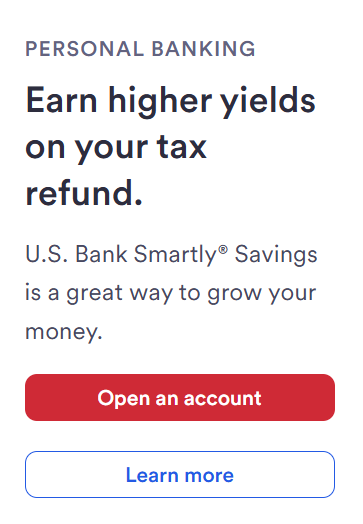 PERSONAL BANKING
Earn higher yields
on your tax
refund.
U.S. Bank Smartly® Savings
is a great way to grow your
money.
Open an account
Learn more